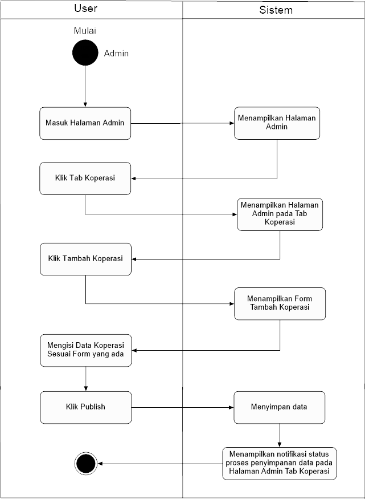 User
Sistem
Mulai
Admin
Masuk Halaman Admin
Menampilkan Halaman
Admin
Klik Tab Koperasi
Menampilkan Halaman
Admin pada Tab
Koperasi
Klik Tambah Koperasi
Menampilkan Form
Tambah Koperasi
Mengisi Data Koperasi
Sesuai Form yang ada
Klik Publish
Menyimpan data
Menampilkan notifikasi status
proses penyimpanan data pada
Halaman Admin Tab Koperasi